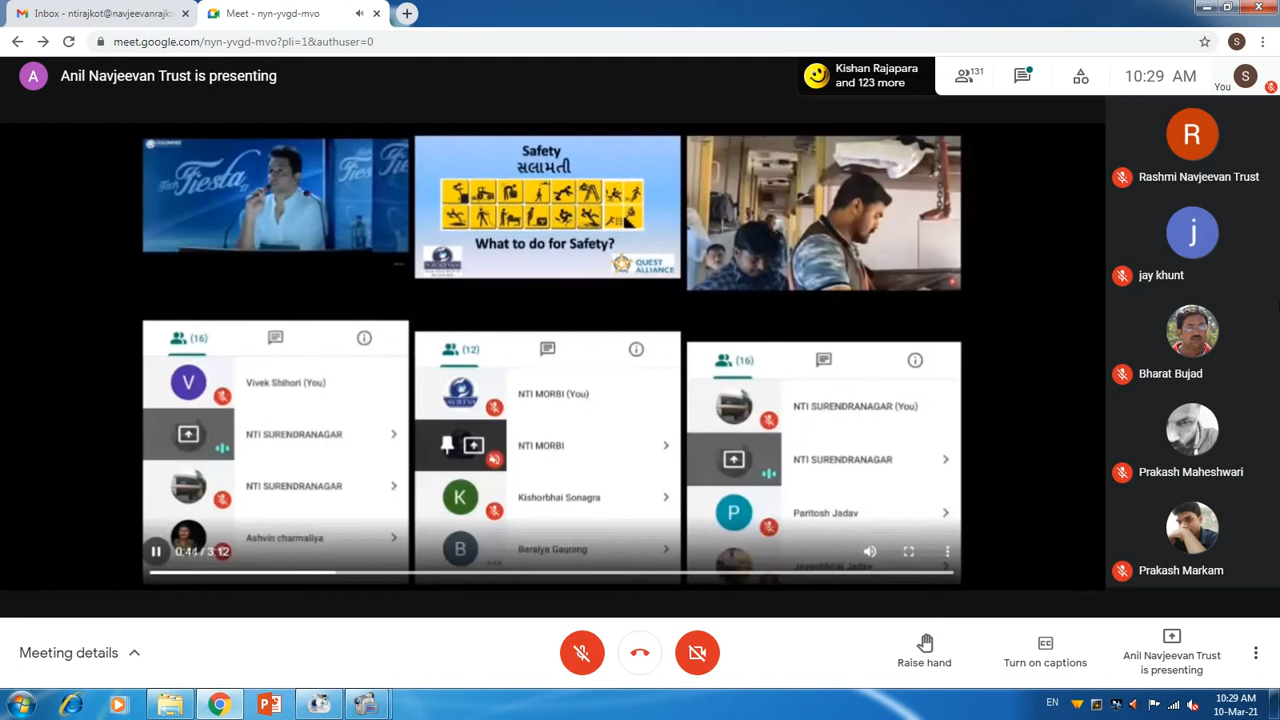 Inbox - ntirajkot@navjeevanrajko
Meet - nyn-yvgd-mvo
meet.google.com/nyn-yvgd-mvo?pli=1&authuser=0
S
A
Anil Navjeevan Trust is presenting
Kishan Rajapara
and 123 more
131
10:29 AM
You
S
Fiesta
Safety
સલામતી
What to do for Safety?
NAVJEEVAN
QUEST
ALLIANCE
(16)
V
Vivek Shihori (You)
NTI SURENDRANAGAR
NTI SURENDRANAGAR
Ashvin charmaliya
(12)
NTI MORBI (You)
NTI MORBI
K
Kishorbhai Sonagra
B
Baraiya Gaurang
(16)
NTI SURENDRANAGAR (You)
NTI SURENDRANAGAR
P
Paritosh Jadav
Jayantibhai Jadav
0:44 / 3:12
R
Rashmi Navjeevan Trust
j
jay khunt
Bharat Bujad
Prakash Maheshwari
Prakash Markam
Meeting details
Raise hand
Turn on captions
Anil Navjeevan Trust
is presenting
EN
10:29 AM
10-Mar-21